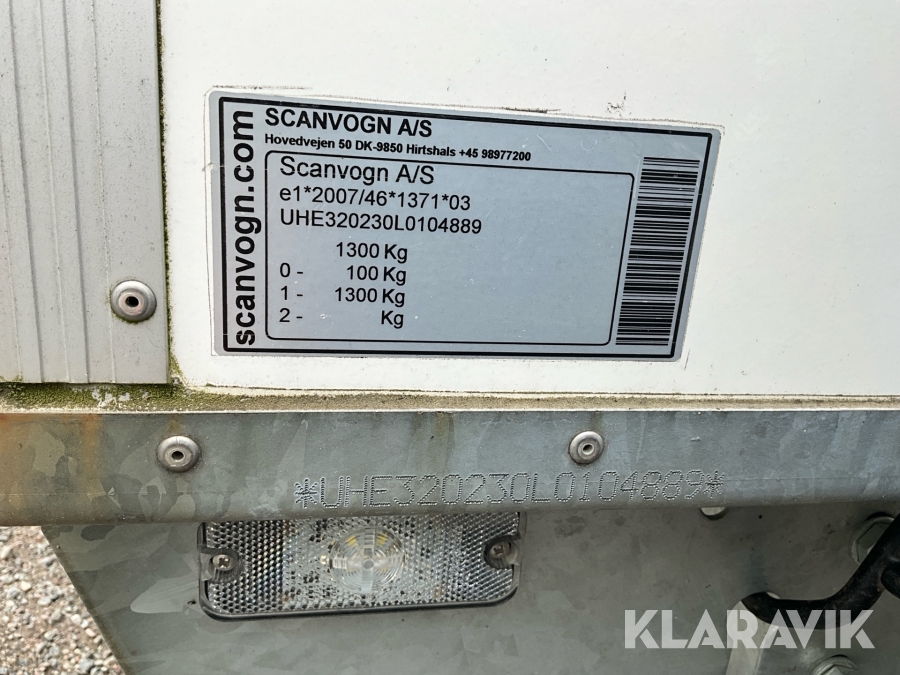 scanvogn.com
SCANVOGN A/S
Hovedvejen 50 DK-9850 Hirtshals +45 98977200
Scanvogn A/S
e1*2007/46*1371*03
UHE320230L0104889
1300 Kg
0 - 100 Kg
1 - 1300 Kg
2 - Kg
*UHE320230L0104889*
KLARAVIK